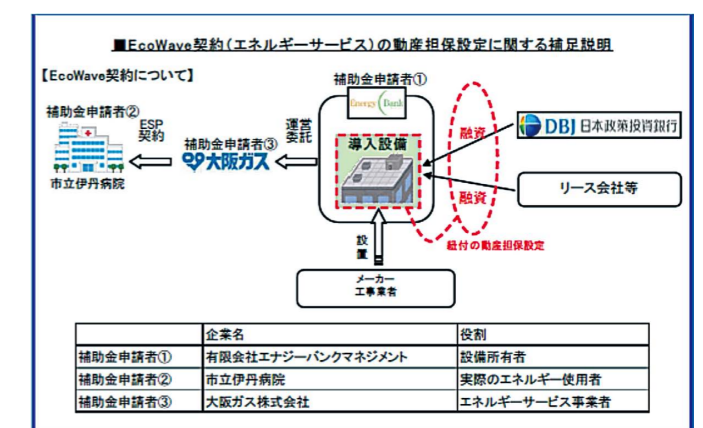 ■EcoWave契約(エネルギーサービス)の動産担保設定に関する補足説明
【EcoWave契約について】
補助金申請者①
Energy Bank
補助金申請者②
ESP
契約
補助金申請者③
運営
委託
導入設備
融資
DBJ 日本政策投資銀行
大阪ガス
市立伊丹病院
融資
リース会社等
紐付の動産担保設定
設
置
メーカー
工事業者
企業名 役割
補助金申請者① 有限会社エナジーバンクマネジメント 設備所有者
補助金申請者② 市立伊丹病院 実際のエネルギー使用者
補助金申請者③ 大阪ガス株式会社 エネルギーサービス事業者